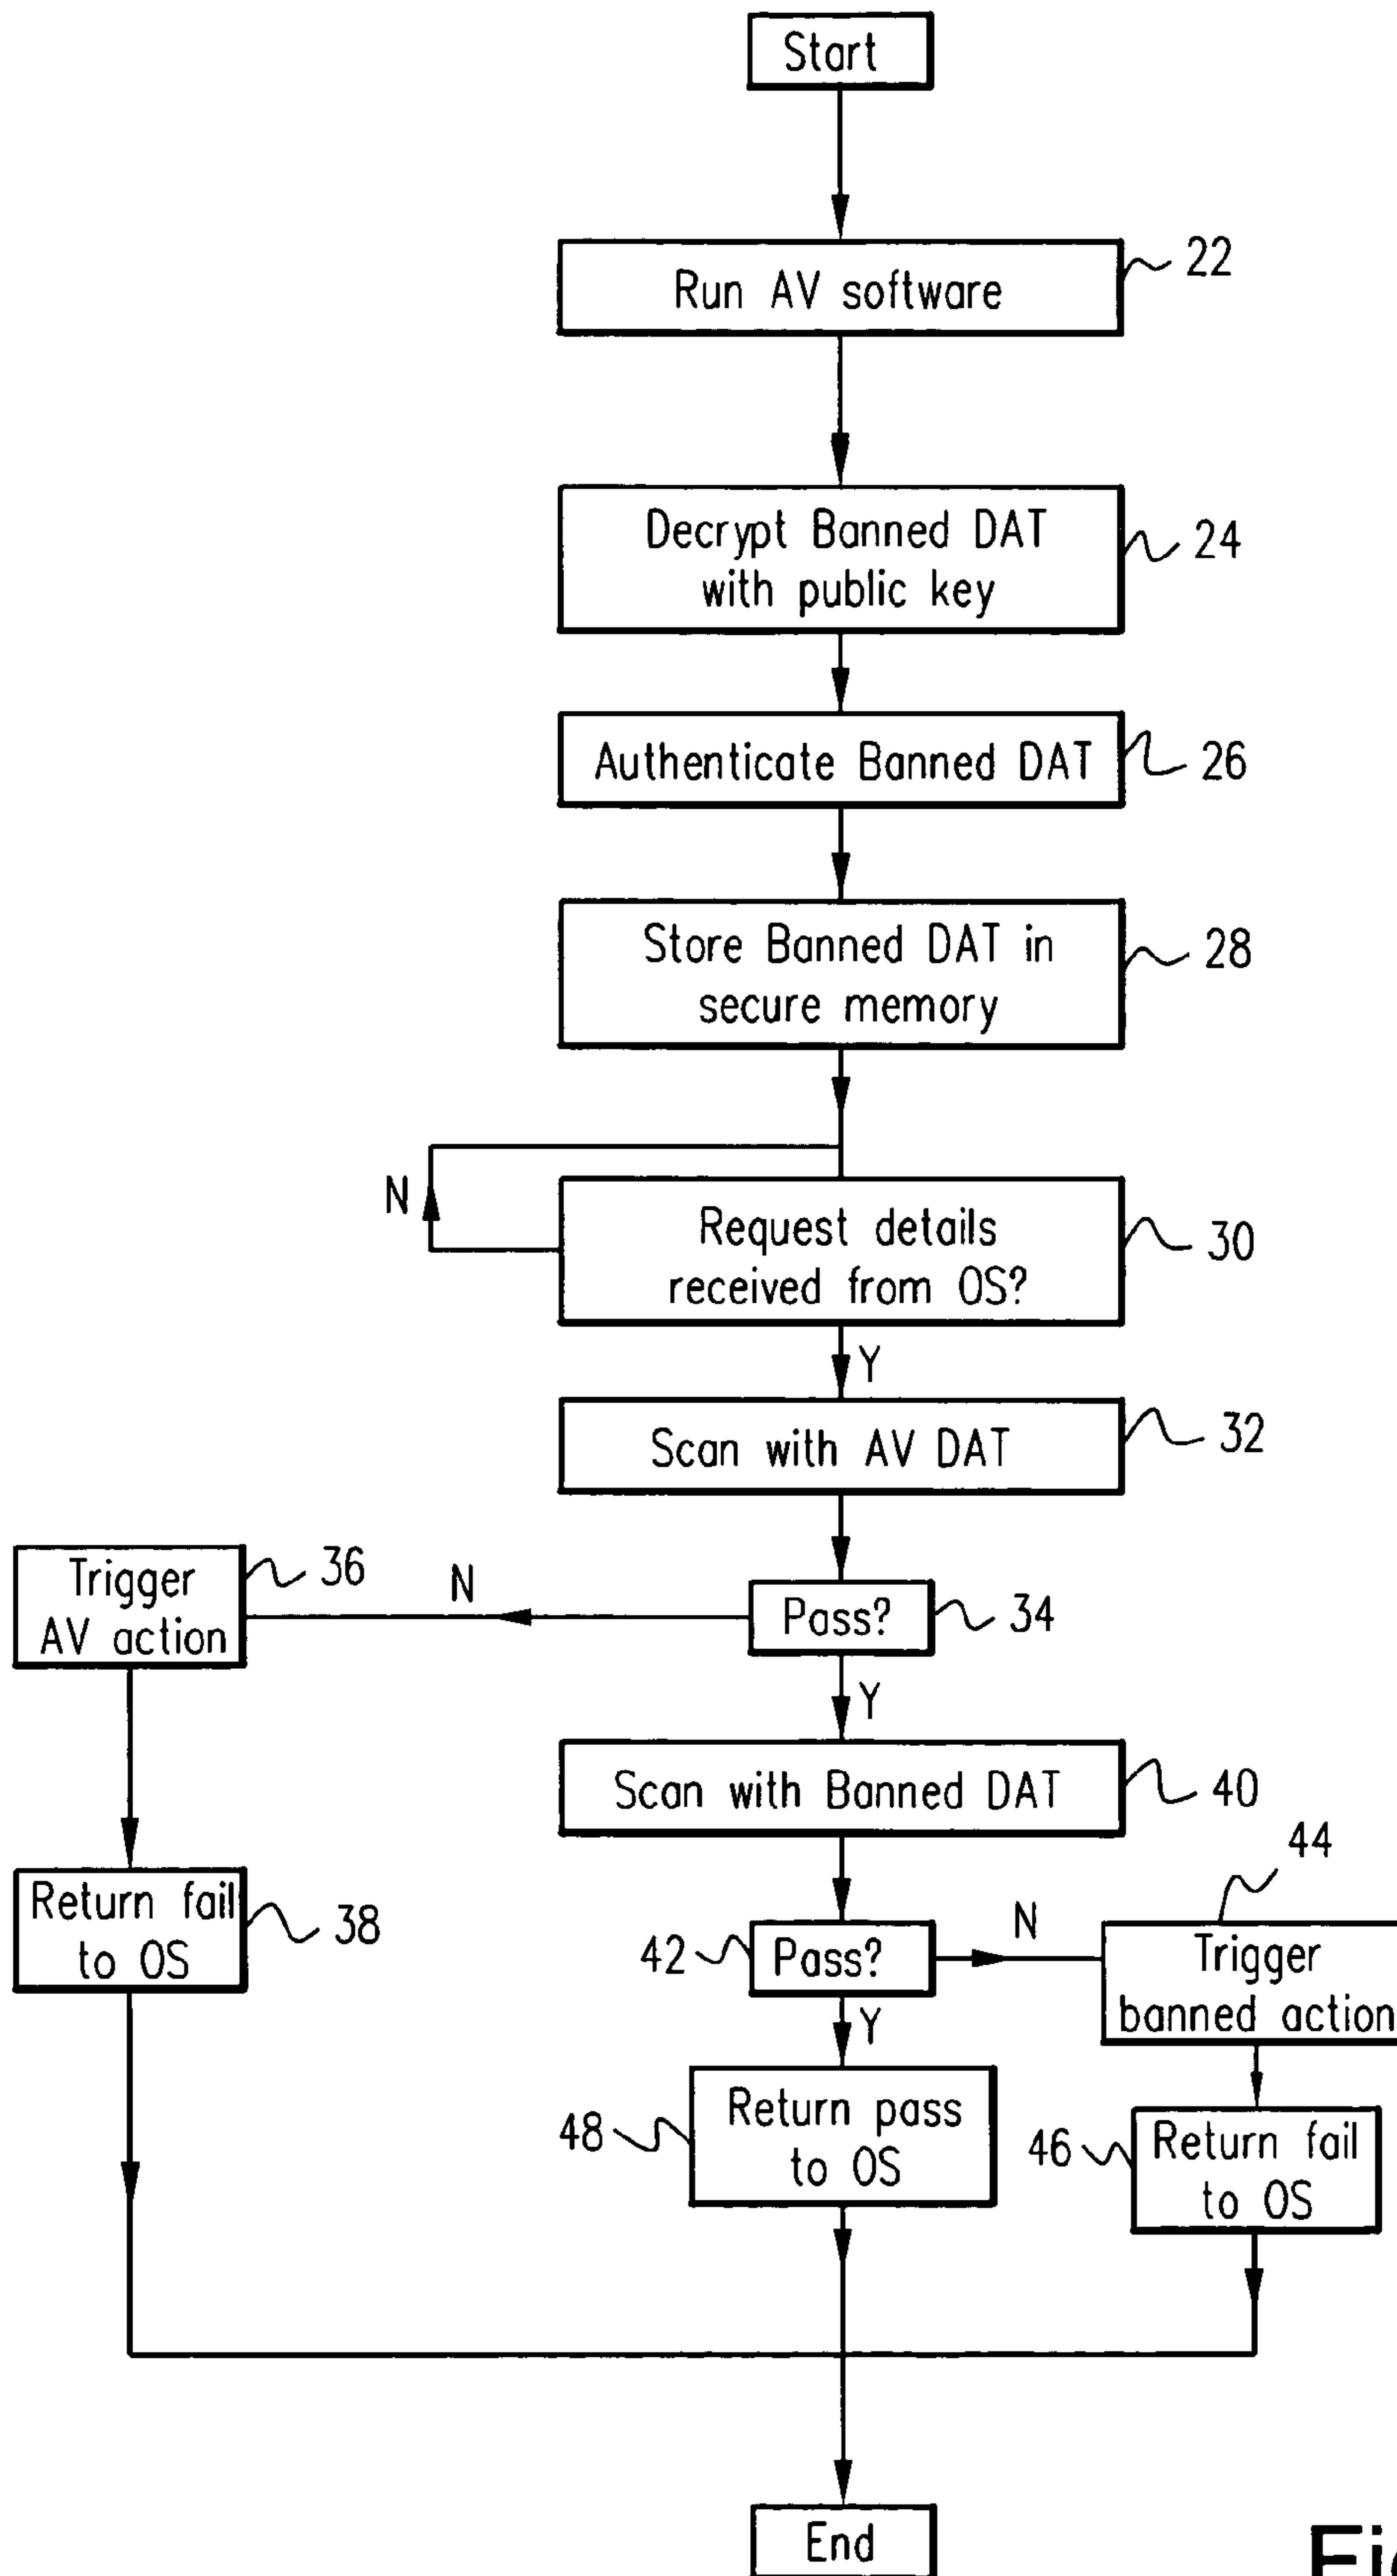 Start
Run AV software
22
Decrypt Banned DAT
with public key
24
Authenticate Banned DAT
26
Store Banned DAT in
secure memory
28
N
Request details
received from OS?
30
Y
Scan with AV DAT
32
Trigger
AV action
36
N
Pass?
34
Y
Scan with Banned DAT
40
Return fail
to OS
38
42
Pass?
N
44
Trigger
banned action
Y
48
Return pass
to OS
46
Return fail
to OS
End